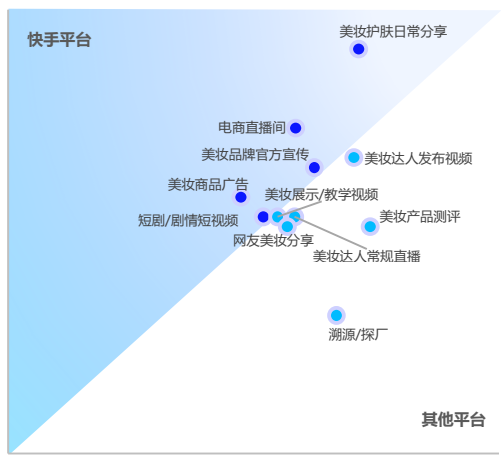 美妆护肤日常分享
快手平台
电商直播间
美妆品牌官方宣传
美妆达人发布视频
美妆商品广告
美妆展示/教学视频
短剧/剧情短视频
美妆产品测评
网友美妆分享
美妆达人常规直播
溯源/探厂
其他平台